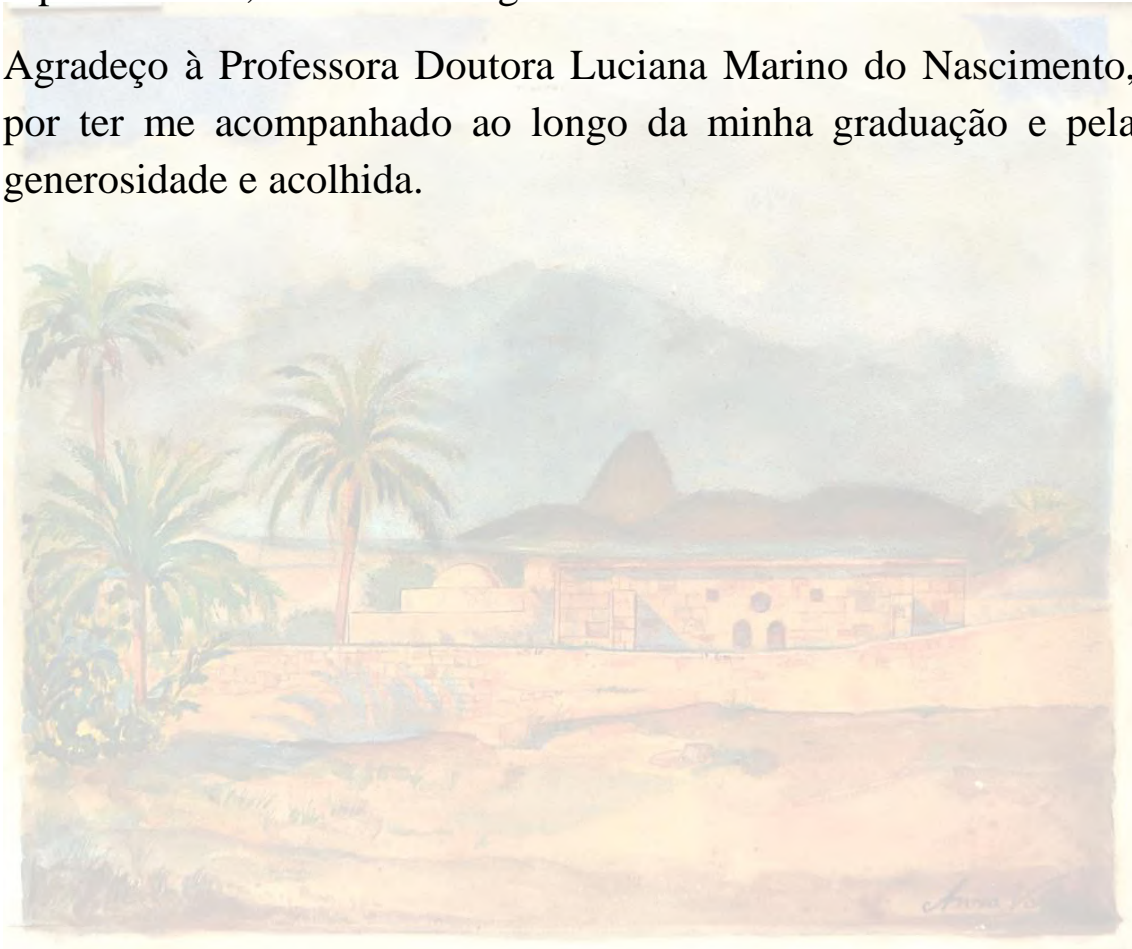 Agradeço à Professora Doutora Luciana Marino do Nascimento,
por ter me acompanhado ao longo da minha graduação e pela
generosidade e acolhida.